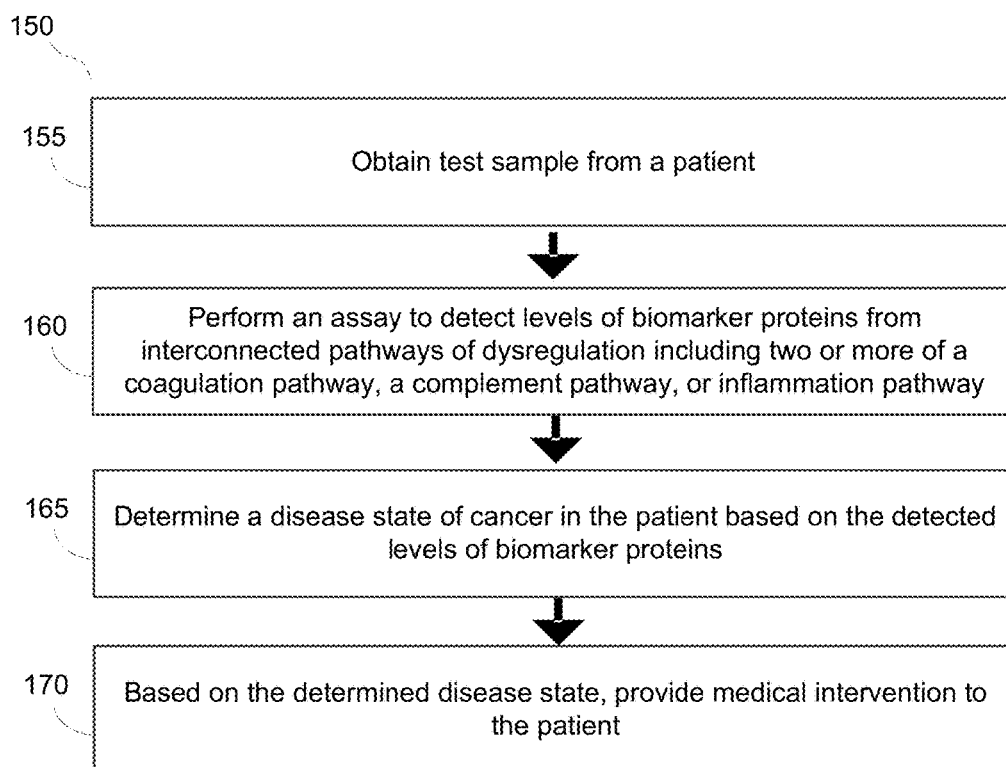 150
155
Obtain test sample from a patient
160
Perform an assay to detect levels of biomarker proteins from
interconnected pathways of dysregulation including two or more of a
coagulation pathway, a complement pathway, or inflammation pathway
165
Determine a disease state of cancer in the patient based on the detected
levels of biomarker proteins
170
Based on the determined disease state, provide medical intervention to
the patient